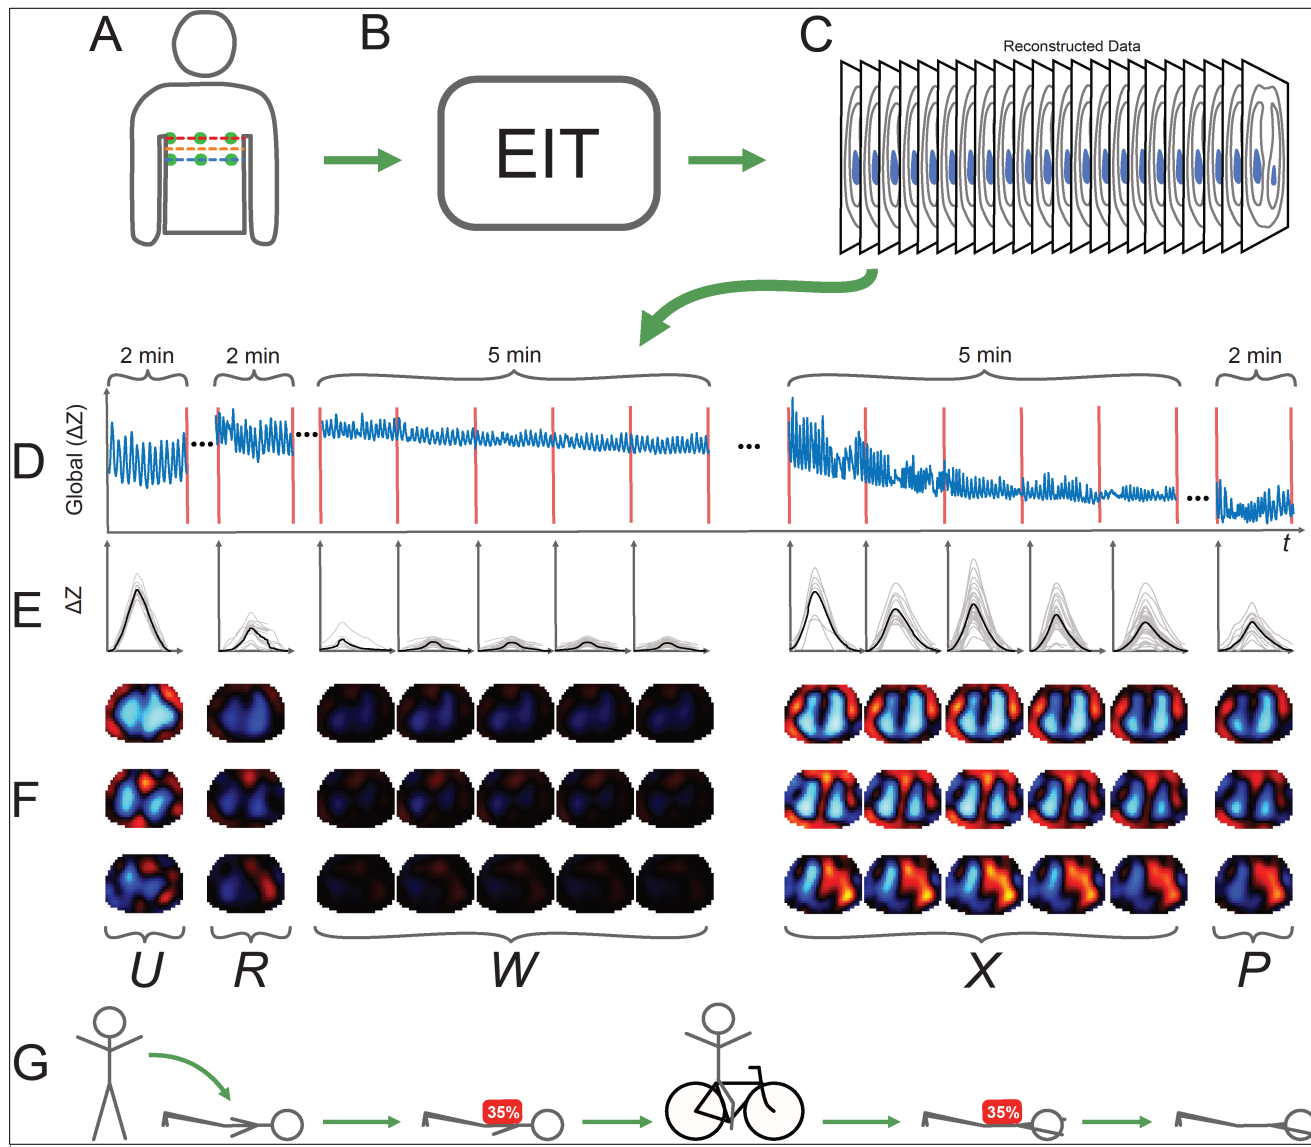 A
B
C
Reconstructed Data
EIT
2 min
2 min
5 min
5 min
2 min
D
Global (ΔZ)
...
...
...
...
t
E
ΔZ
F
U
R
W
X
P
G
35%
35%